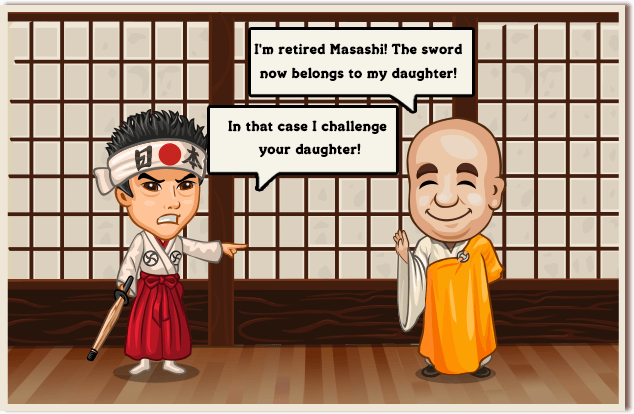 I'm retired Masashi! The sword
now belongs to my daughter!
In that case I challenge
your daughter!
日本